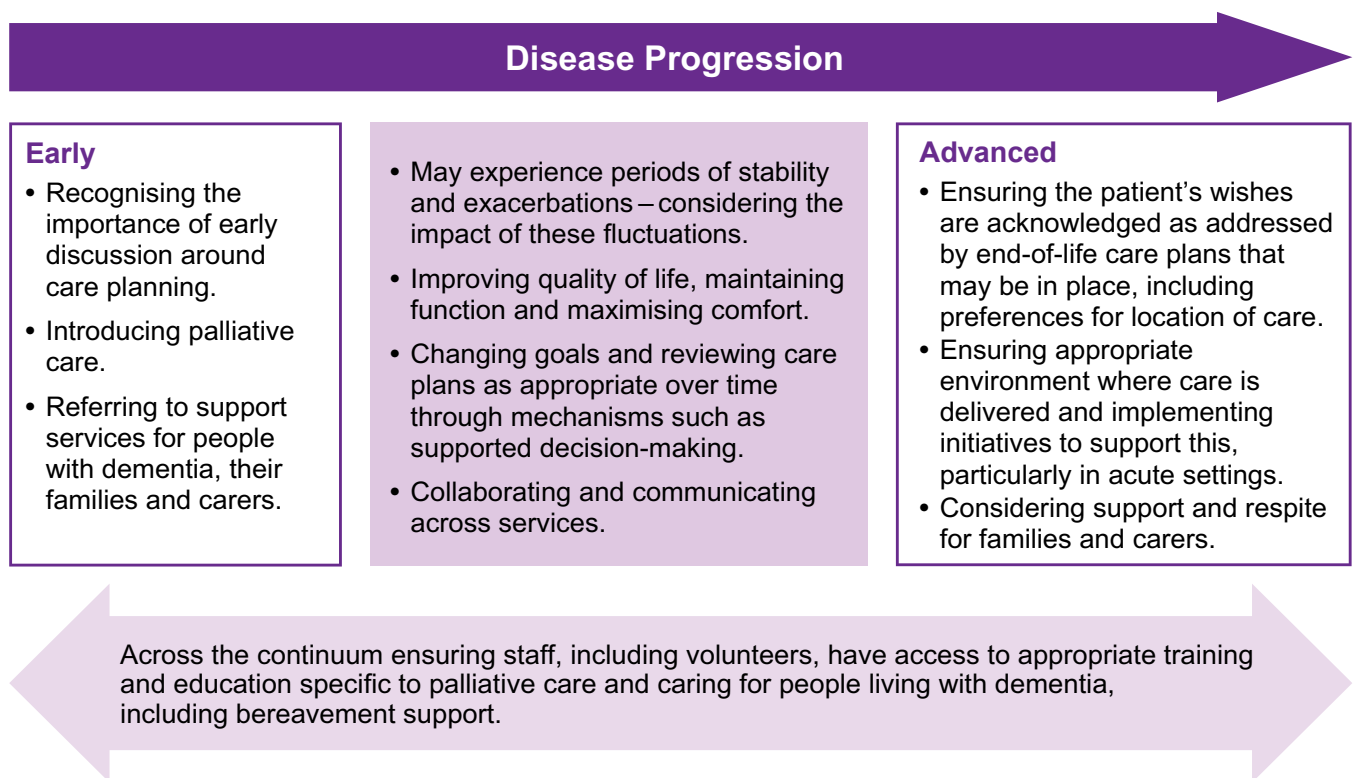 Disease Progression
Early
• Recognising the
importance of early
discussion around
care planning.
• Introducing palliative
care.
• Referring to support
services for people
with dementia, their
families and carers.
• May experience periods of stability
and exacerbations – considering the
impact of these fluctuations.
• Improving quality of life, maintaining
function and maximising comfort.
• Changing goals and reviewing care
plans as appropriate over time
through mechanisms such as
supported decision-making.
• Collaborating and communicating
across services.
Advanced
• Ensuring the patient’s wishes
are acknowledged as addressed
by end-of-life care plans that
may be in place, including
preferences for location of care.
• Ensuring appropriate
environment where care is
delivered and implementing
initiatives to support this,
particularly in acute settings.
• Considering support and respite
for families and carers.
Across the continuum ensuring staff, including volunteers, have access to appropriate training
and education specific to palliative care and caring for people living with dementia,
including bereavement support.